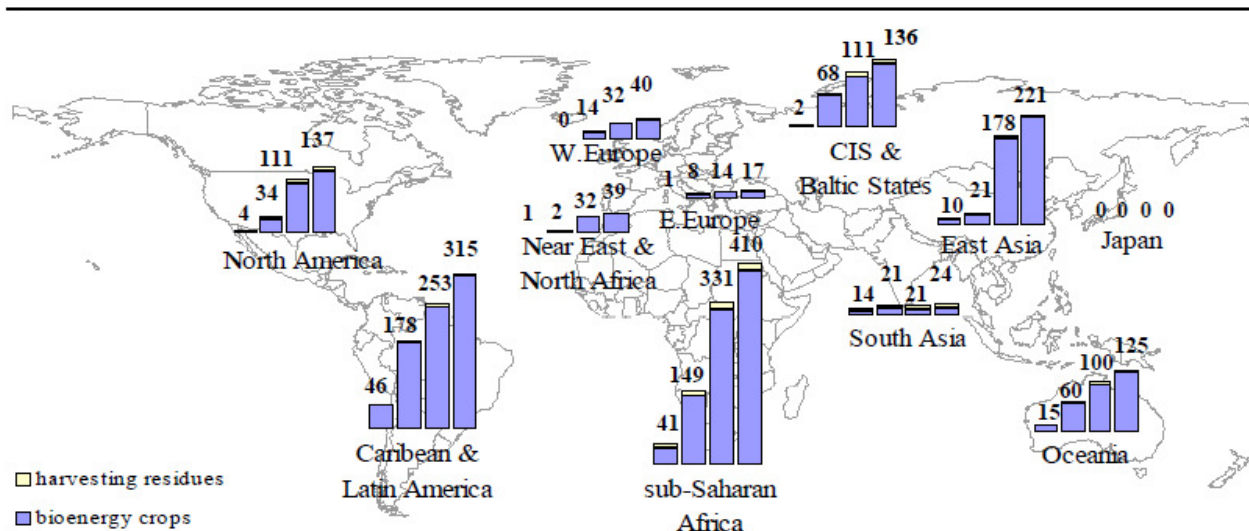 136
111
68
2
40
32
14
0
W.Europe
CIS &
Baltic States
221
178
21
10
East Asia
0 0 0 0
Japan
137
111
34
4
North America
1 8 14 17
E.Europe
39
32
2
1
Near East &
North Africa
315
253
178
46
Caribean &
Latin America
410
331
149
41
sub-Saharan
Africa
21 24
14 21
South Asia
125
100
60
15
Oceania
harvesting residues
bioenergy crops